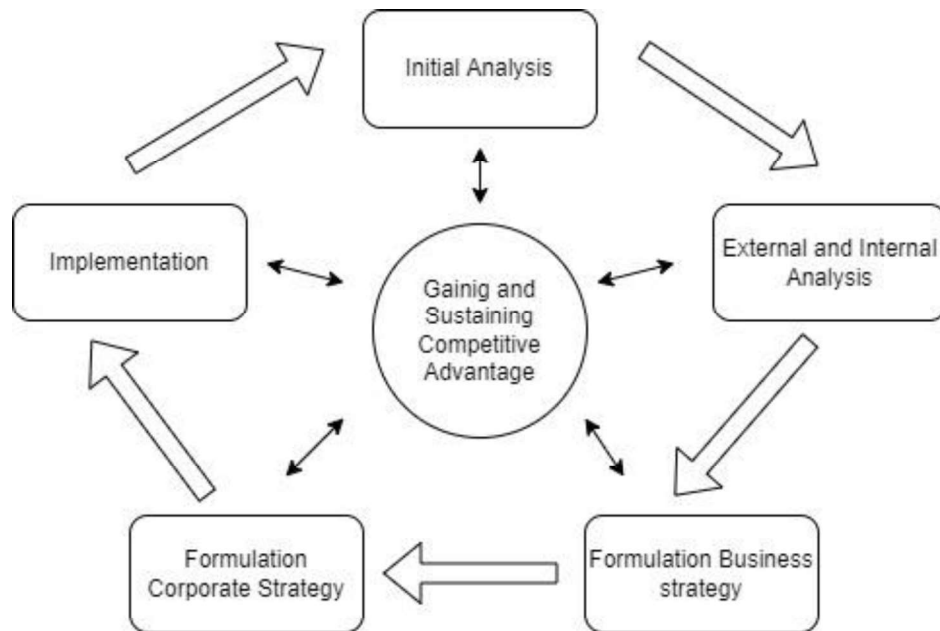 Initial Analysis
External and Internal
Analysis
Formulation Business
strategy
Formulation
Corporate Strategy
Implementation
Gainig and
Sustaining
Competitive
Advantage